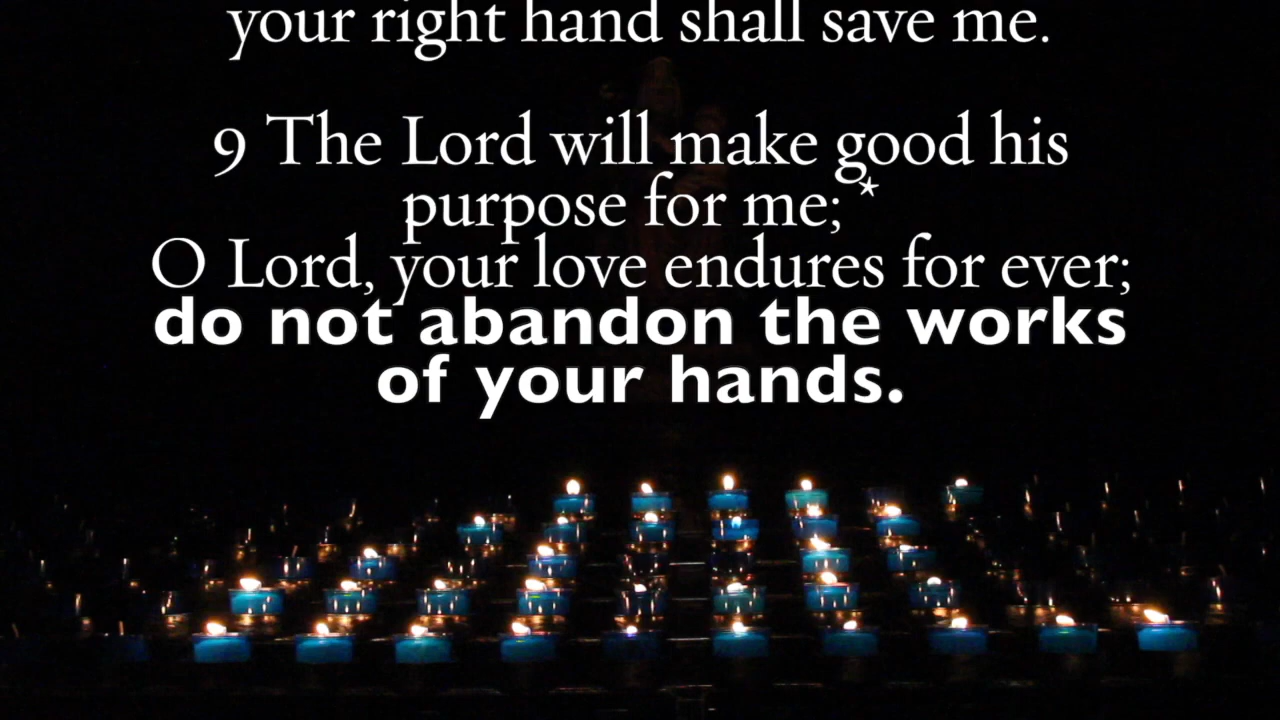 your right hand shall save me.
9 The Lord will make good his
purpose for me; *
O Lord, your love endures for ever;
do not abandon the works
of your hands.